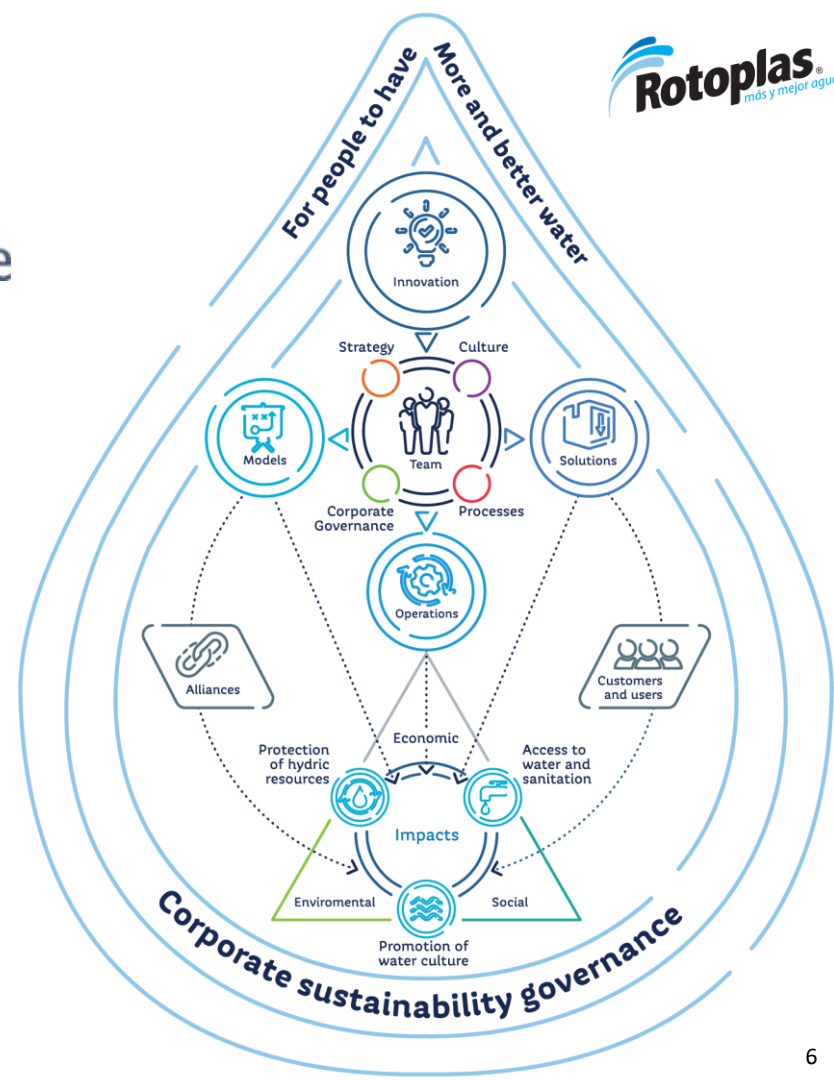 Rotoplas®
más y mejor agua
For people to have
More and better water
e
Innovation
Strategy
Culture
Models
Team
Solutions
Corporate
Governance
Processes
Operations
Alliances
Customers
and users
Economic
Protection
of hydric
resources
Access to
water and
sanitation
Impacts
Enviromental
Social
Promotion of
water culture
Corporate sustainability governance
6